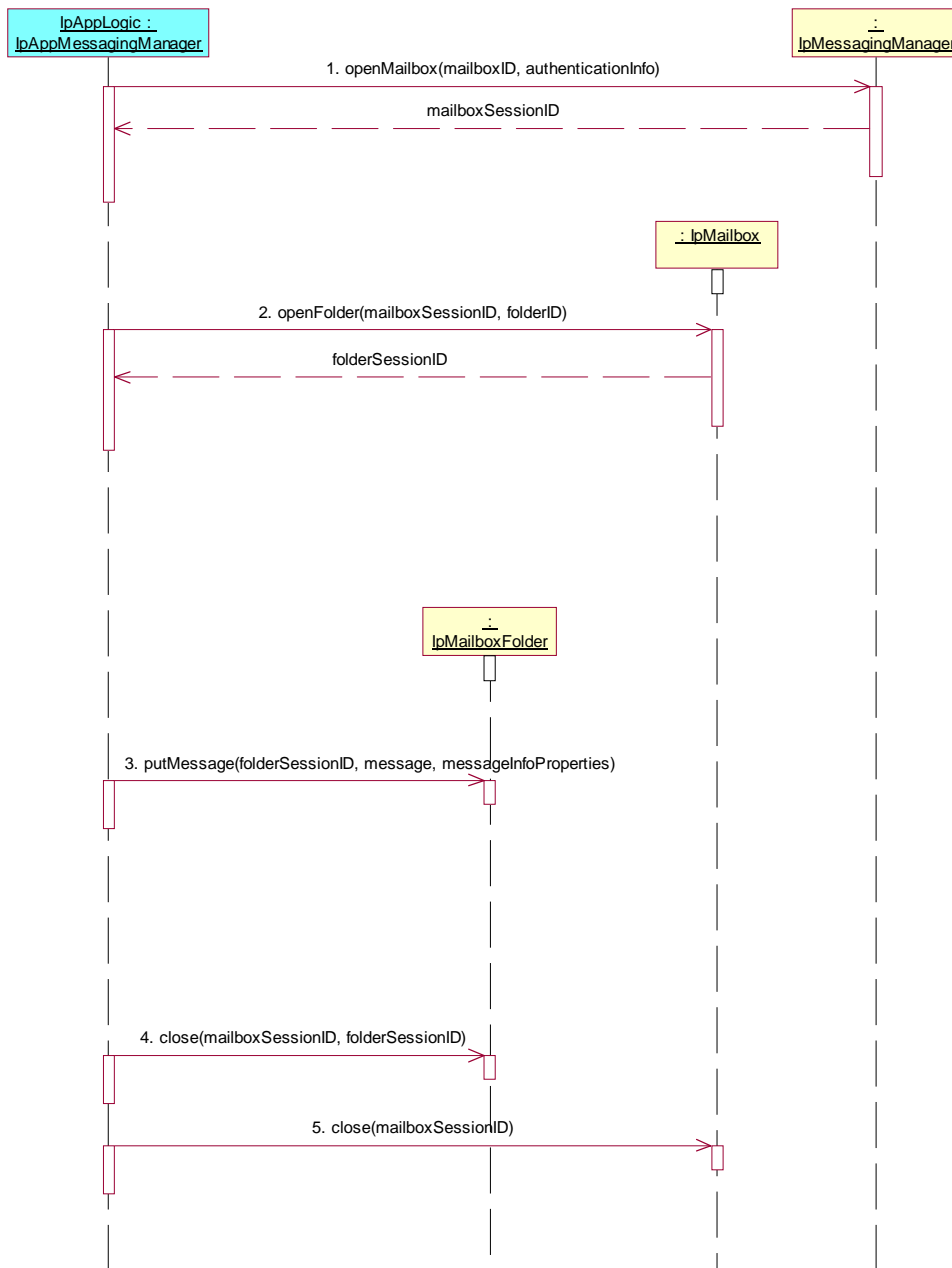 IpAppLogic :
IpAppMessagingManager
:
IpMessagingManager
1. openMailbox(mailboxID, authenticationInfo)
mailboxSessionID
: IpMailbox
2. openFolder(mailboxSessionID, folderID)
folderSessionID
:
IpMailboxFolder
3. putMessage(folderSessionID, message, messageInfoProperties)
4. close(mailboxSessionID, folderSessionID)
5. close(mailboxSessionID)